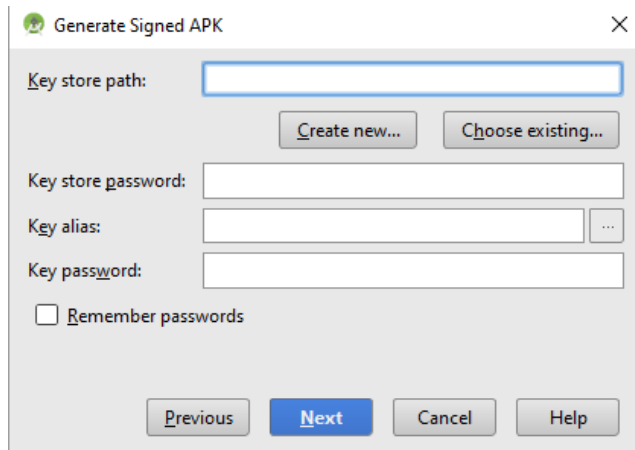 Generate Signed APK
Key store path:
Create new... Choose existing...
Key store password:
Key alias: ...
Key password:
Remember passwords
Previous Next Cancel Help